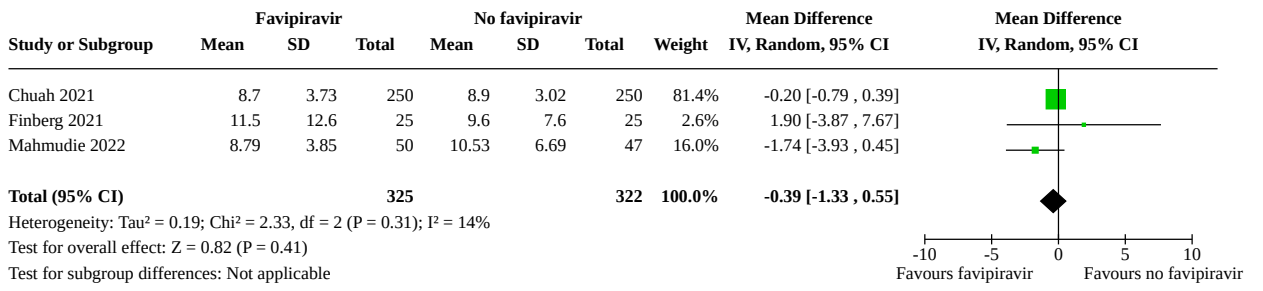 Favipiravir No favipiravir Mean Difference Mean Difference
Study or Subgroup Mean SD Total Mean SD Total Weight IV, Random, 95% CI IV, Random, 95% CI
Chuah 2021 8.7 3.73 250 8.9 3.02 250 81.4% -0.20 [-0.79 , 0.39]
Finberg 2021 11.5 12.6 25 9.6 7.6 25 2.6% 1.90 [-3.87 , 7.67]
Mahmudie 2022 8.79 3.85 50 10.53 6.69 47 16.0% -1.74 [-3.93 , 0.45]
Total (95% CI) 325 322 100.0% -0.39 [-1.33 , 0.55]
Heterogeneity: Tau² = 0.19; Chi² = 2.33, df = 2 (P = 0.31); I² = 14%
Test for overall effect: Z = 0.82 (P = 0.41)
Test for subgroup differences: Not applicable
-10 -5 0 5 10
Favours favipiravir Favours no favipiravir